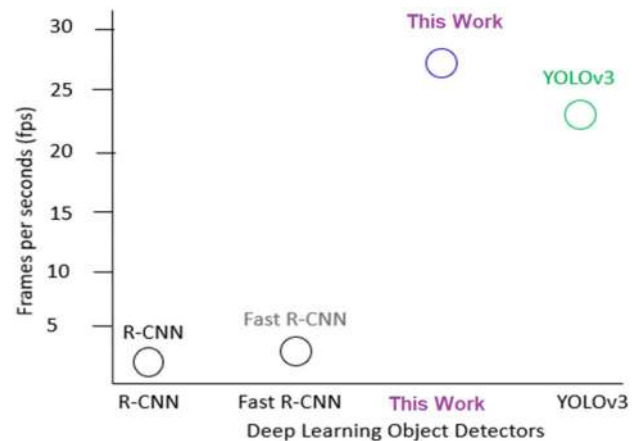 This Work
YOLOv3
R-CNN
Fast R-CNN
Frames per seconds (fps)
30
25
20
15
10
5
R-CNN
Fast R-CNN
This Work
YOLOv3
Deep Learning Object Detectors